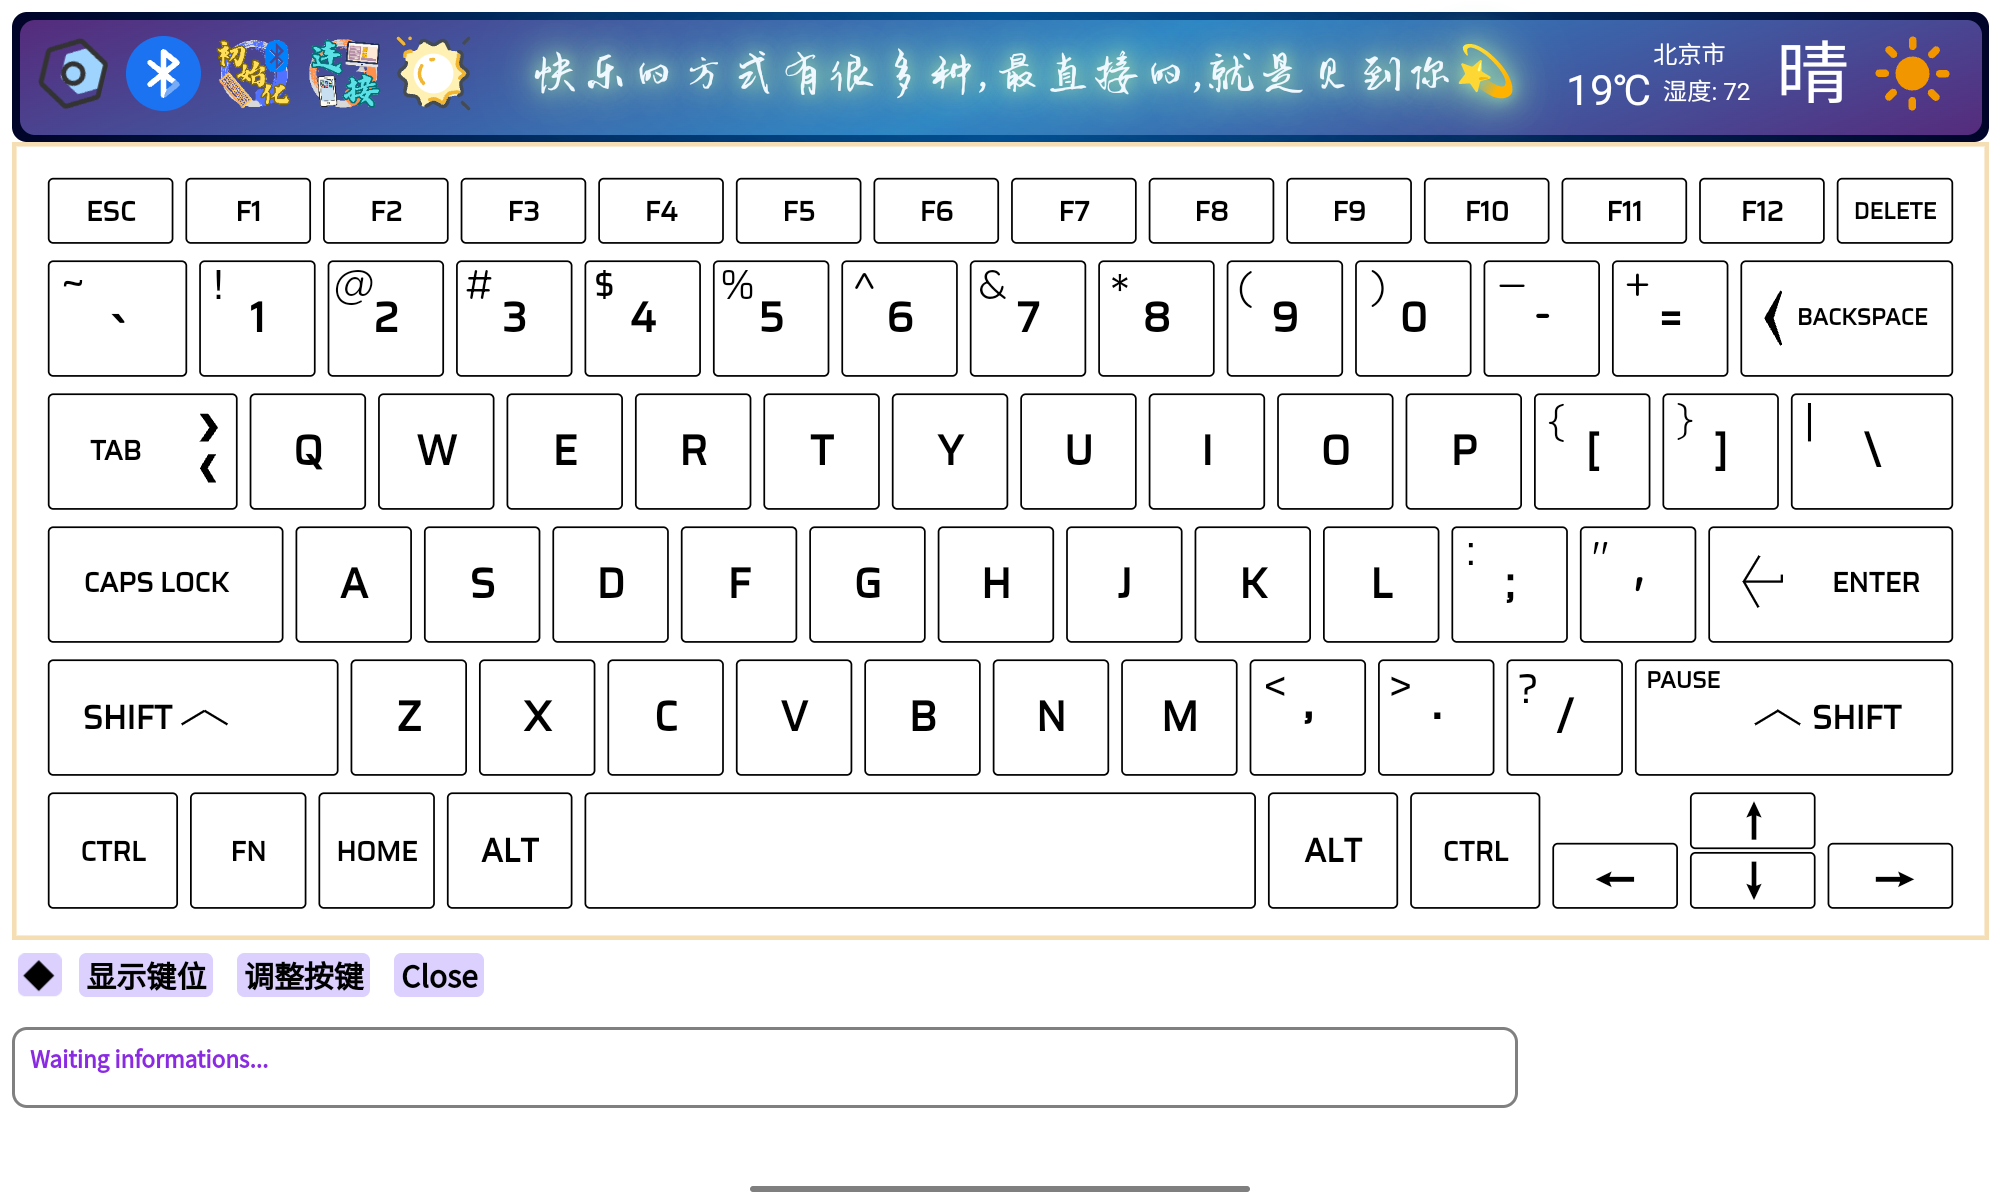 初始化
连接
快乐的方式有很多种,最直接的,就是见到你💫
北京市
19℃ 湿度: 72
晴
ESC F1 F2 F3 F4 F5 F6 F7 F8 F9 F10 F11 F12 DELETE
~ ` ! 1 @ 2 # 3 $ 4 % 5 ^ 6 & 7 * 8 ( 9 ) 0 — - + = BACKSPACE
TAB Q W E R T Y U I O P { [ } ] | \
CAPS LOCK A S D F G H J K L : ; " ' ENTER
SHIFT Z X C V B N M < , > . ? / PAUSE SHIFT
CTRL FN HOME ALT ALT CTRL ← ↑ ↓ →
◆ 显示键位 调整按键 Close
Waiting informations...